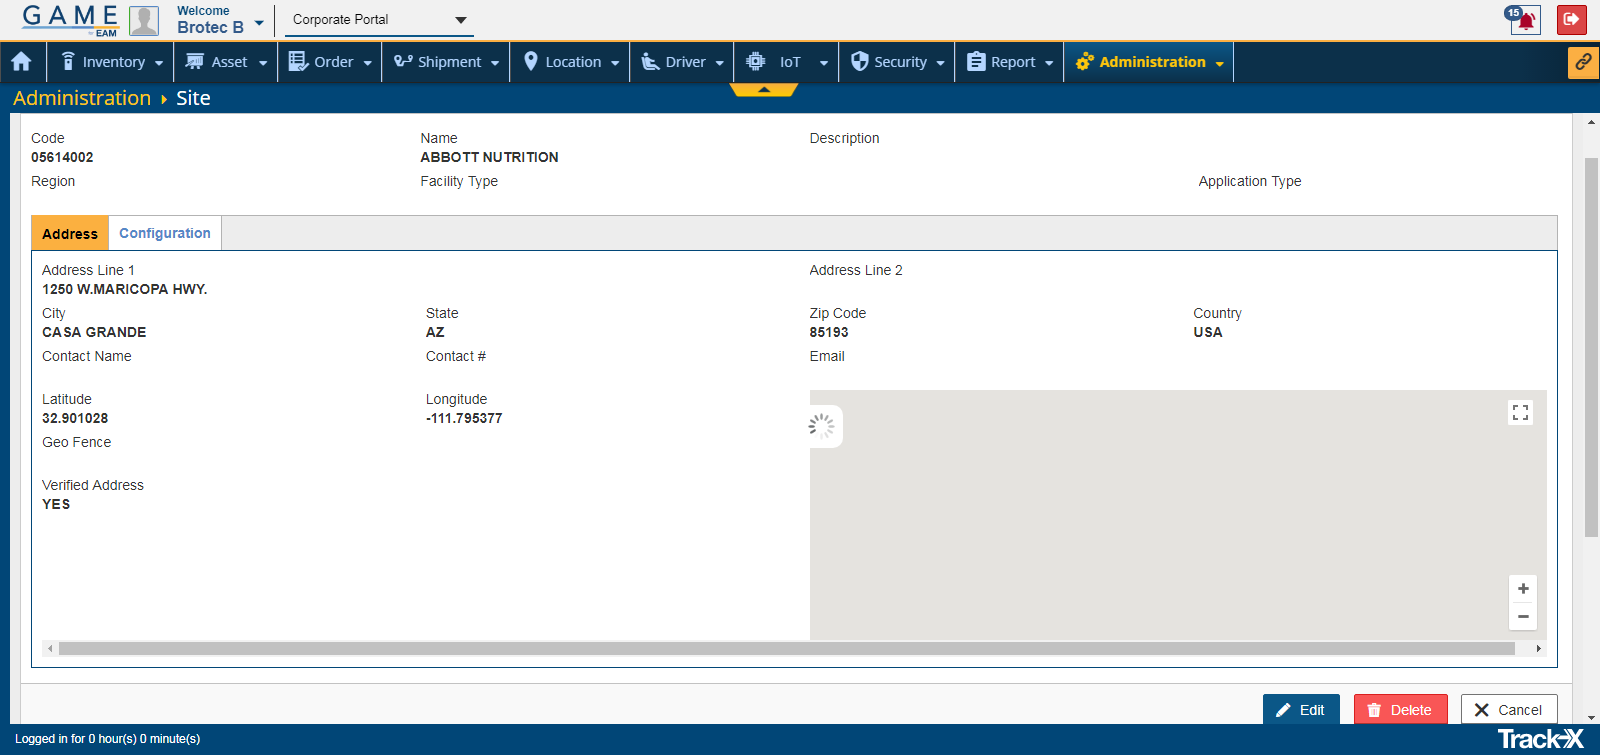 GAME
by EAM
Welcome
Brotec B
Corporate Portal
15
Inventory
Asset
Order
Shipment
Location
Driver
IoT
Security
Report
Administration
Administration Site
Code
05614002
Name
ABBOTT NUTRITION
Description
Region
Facility Type
Application Type
Address
Configuration
Address Line 1
1250 W.MARICOPA HWY.
Address Line 2
City
CASA GRANDE
State
AZ
Zip Code
85193
Country
USA
Contact Name
Contact #
Email
Latitude
32.901028
Longitude
-111.795377
Geo Fence
Verified Address
YES
Edit
Delete
Cancel
Logged in for 0 hour(s) 0 minute(s)
Track-X